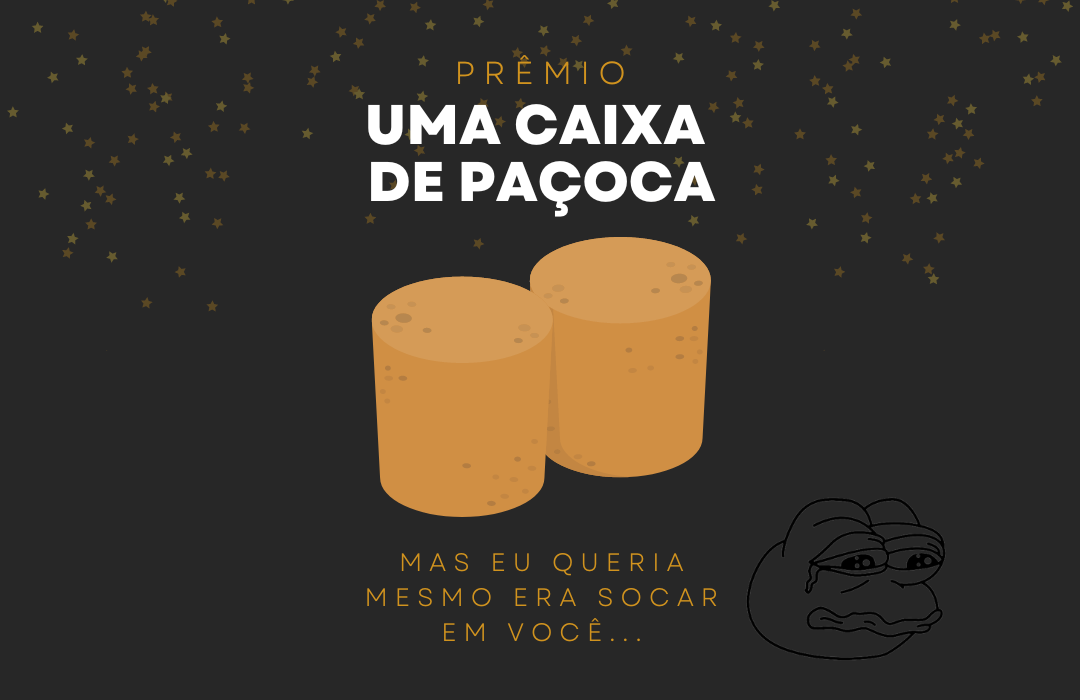 PRÊMIO
UMA CAIXA
DE PAÇOCA
MAS EU QUERIA
MESMO ERA SOCAR
EM VOCÊ...